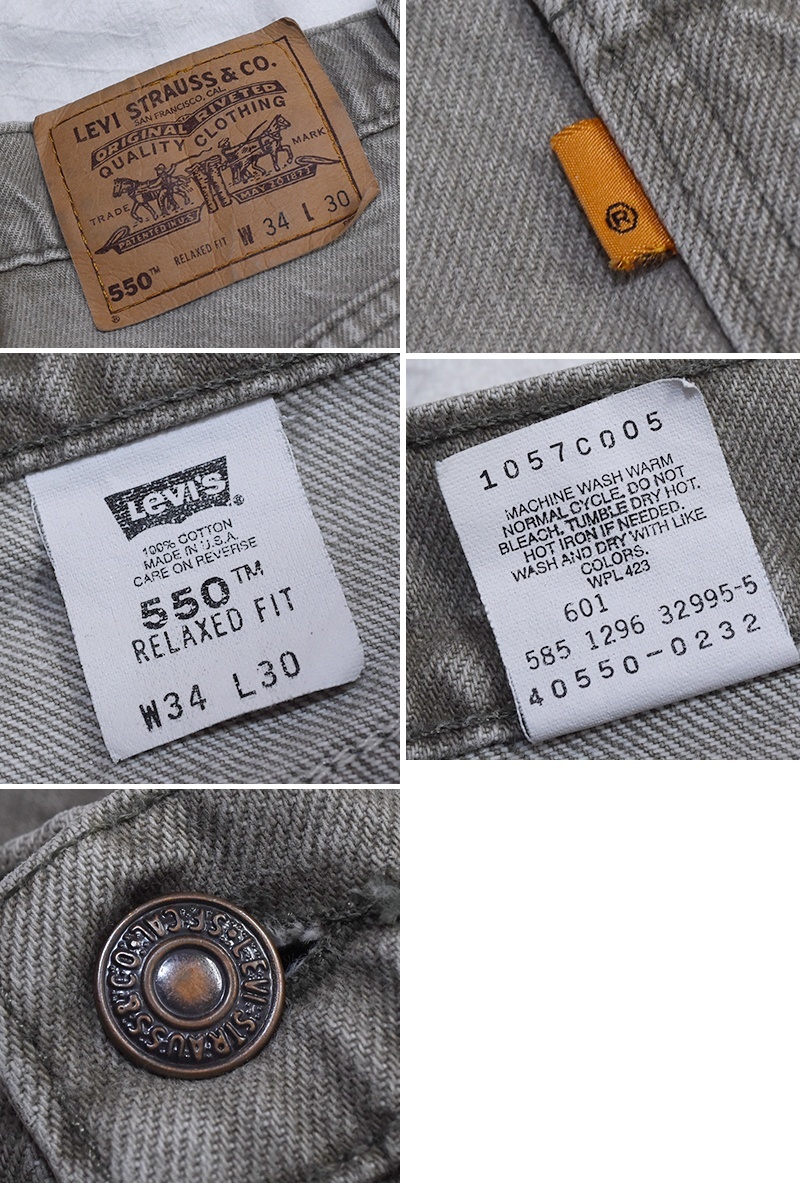 LEVI STRAUSS & CO.
SAN FRANCISCO, CAL.
ORIGINAL RIVETED
QUALITY CLOTHING
TRADE MARK
PATENTED IN U.S. MAY 20 1873
550™ RELAXED FIT W 34 L 30
®
®
LEVI'S®
100% COTTON
MADE IN U.S.A.
CARE ON REVERSE
550™
RELAXED FIT
W34 L30
1057C005
MACHINE WASH WARM
NORMAL CYCLE. DO NOT
BLEACH. TUMBLE DRY HOT.
HOT IRON IF NEEDED.
WASH AND DRY WITH LIKE
COLORS.
WPL 423
601
585 1296 32995-5
40550-0232
LEVI STRAUSS & CO. S.F. CAL.